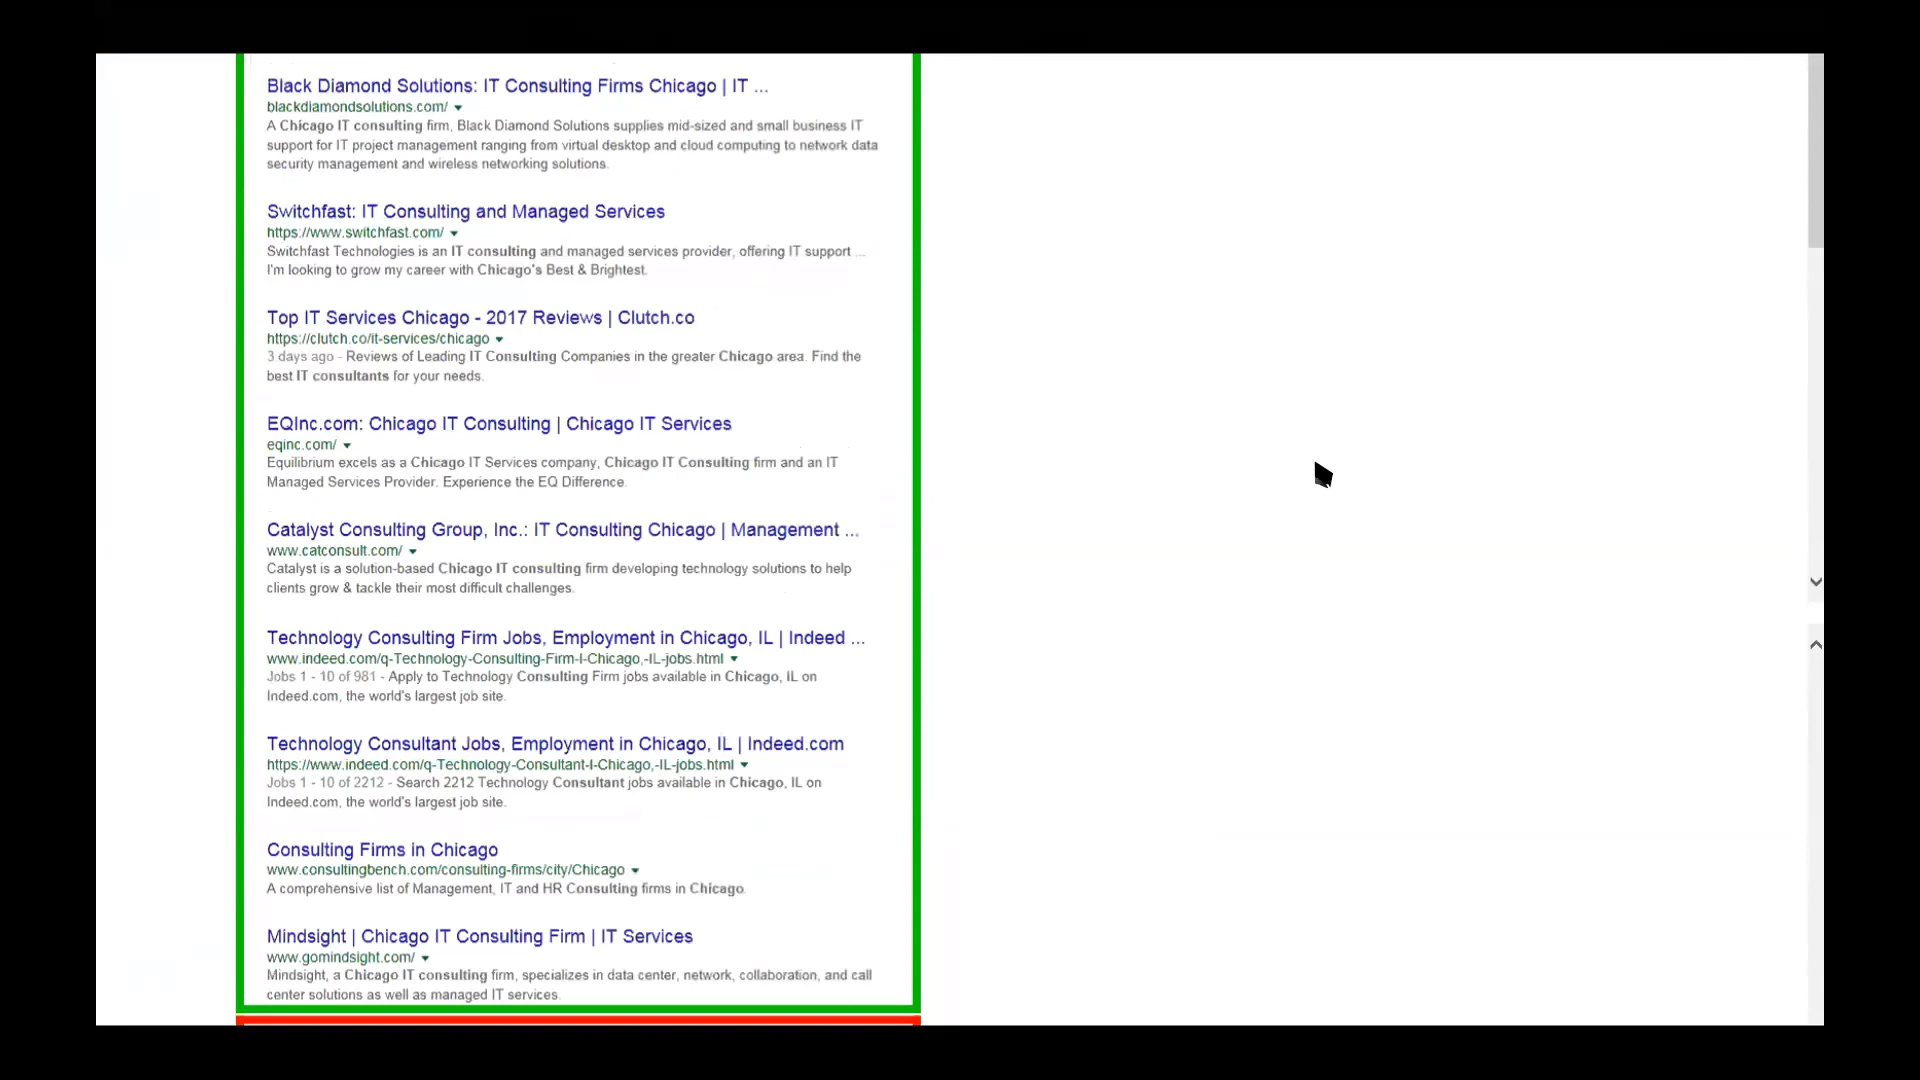 Black Diamond Solutions: IT Consulting Firms Chicago | IT ...
blackdiamondsolutions.com/
A Chicago IT consulting firm, Black Diamond Solutions supplies mid-sized and small business IT
support for IT project management ranging from virtual desktop and cloud computing to network data
security management and wireless networking solutions.
Switchfast: IT Consulting and Managed Services
https://www.switchfast.com/
Switchfast Technologies is an IT consulting and managed services provider, offering IT support ...
I'm looking to grow my career with Chicago's Best & Brightest.
Top IT Services Chicago - 2017 Reviews | Clutch.co
https://clutch.co/it-services/chicago
3 days ago - Reviews of Leading IT Consulting Companies in the greater Chicago area. Find the
best IT consultants for your needs.
EQInc.com: Chicago IT Consulting | Chicago IT Services
eqinc.com/
Equilibrium excels as a Chicago IT Services company, Chicago IT Consulting firm and an IT
Managed Services Provider. Experience the EQ Difference.
Catalyst Consulting Group, Inc.: IT Consulting Chicago | Management ...
www.catconsult.com/
Catalyst is a solution-based Chicago IT consulting firm developing technology solutions to help
clients grow & tackle their most difficult challenges.
Technology Consulting Firm Jobs, Employment in Chicago, IL | Indeed ...
www.indeed.com/q-Technology-Consulting-Firm-l-Chicago,-IL-jobs.html
Jobs 1 - 10 of 981 - Apply to Technology Consulting Firm jobs available in Chicago, IL on
Indeed.com, the world's largest job site.
Technology Consultant Jobs, Employment in Chicago, IL | Indeed.com
https://www.indeed.com/q-Technology-Consultant-l-Chicago,-IL-jobs.html
Jobs 1 - 10 of 2212 - Search 2212 Technology Consultant jobs available in Chicago, IL on
Indeed.com, the world's largest job site.
Consulting Firms in Chicago
www.consultingbench.com/consulting-firms/city/Chicago
A comprehensive list of Management, IT and HR Consulting firms in Chicago.
Mindsight | Chicago IT Consulting Firm | IT Services
www.gomindsight.com/
Mindsight, a Chicago IT consulting firm, specializes in data center, network, collaboration, and call
center solutions as well as managed IT services.